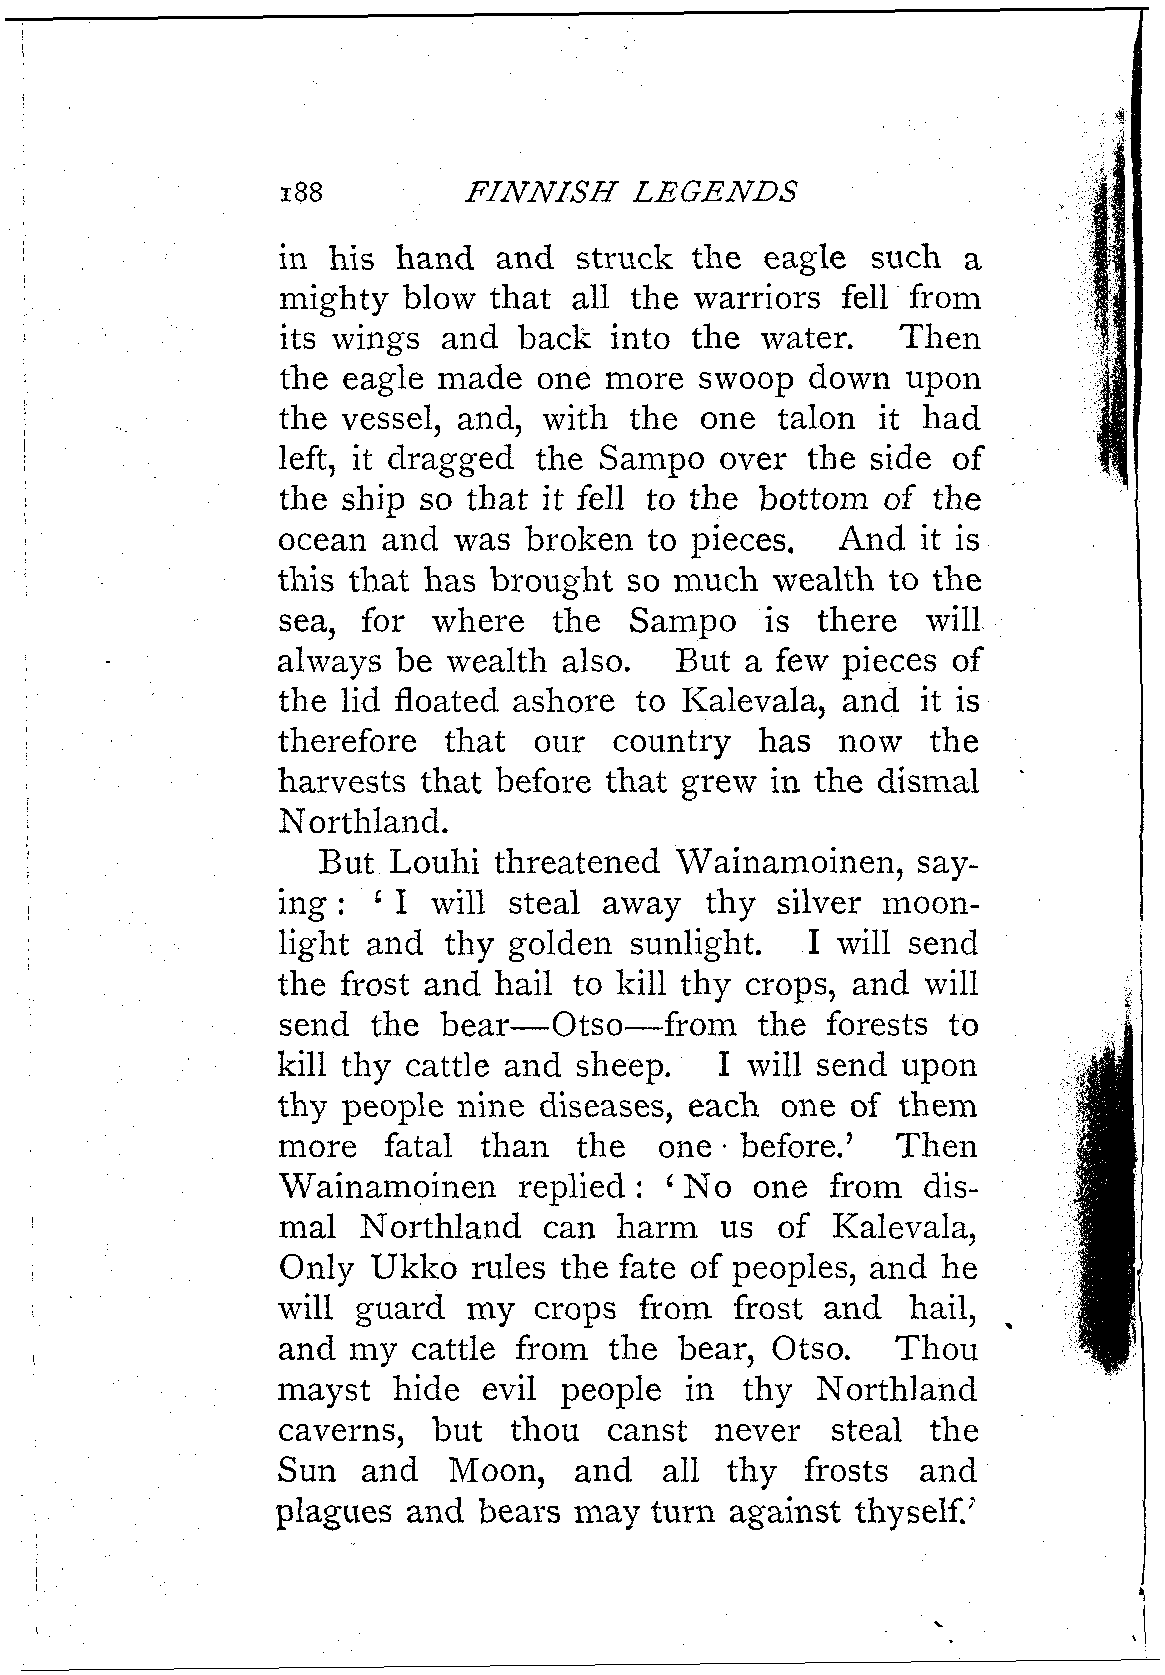 188 FINNISH LEGENDS
in his hand and struck the eagle such a
mighty blow that all the warriors fell from
its wings and back into the water. Then
the eagle made one more swoop down upon
the vessel, and, with the one talon it had
left, it dragged the Sampo over the side of
the ship so that it fell to the bottom of the
ocean and was broken to pieces. And it is
this that has brought so much wealth to the
sea, for where the Sampo is there will
always be wealth also. But a few pieces of
the lid floated ashore to Kalevala, and it is
therefore that our country has now the
harvests that before that grew in the dismal
Northland.
But Louhi threatened Wainamoinen, say-
ing : ‘ I will steal away thy silver moon-
light and thy golden sunlight. I will send
the frost and hail to kill thy crops, and will
send the bear—Otso—from the forests to
kill thy cattle and sheep. I will send upon
thy people nine diseases, each one of them
more fatal than the one before.’ Then
Wainamoinen replied : ‘ No one from dis-
mal Northland can harm us of Kalevala,
Only Ukko rules the fate of peoples, and he
will guard my crops from frost and hail,
and my cattle from the bear, Otso. Thou
mayst hide evil people in thy Northland
caverns, but thou canst never steal the
Sun and Moon, and all thy frosts and
plagues and bears may turn against thyself.’